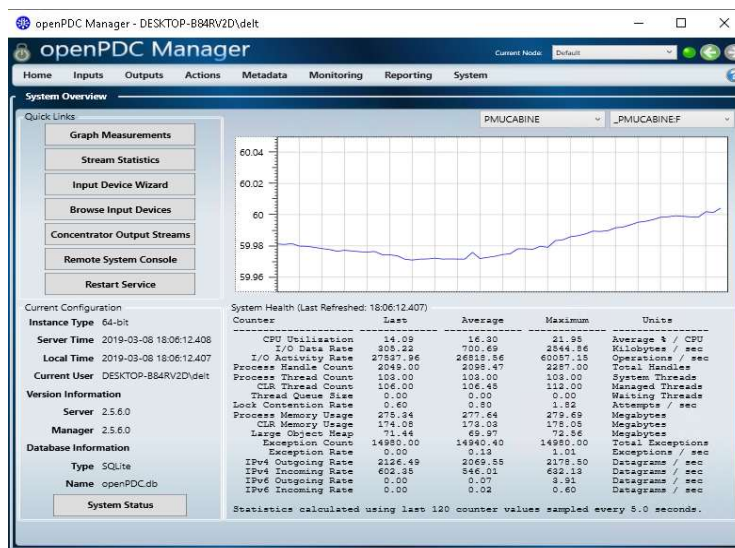 openPDC Manager - DESKTOP-B84RV2D\delt
openPDC Manager
Current Node: Default
Home Inputs Outputs Actions Metadata Monitoring Reporting System
System Overview
Quick Links
Graph Measurements
Stream Statistics
Input Device Wizard
Browse Input Devices
Concentrator Output Streams
Remote System Console
Restart Service
PMUCABINE _PMUCABINE:F
60.04
60.02
60
59.98
59.96
Current Configuration
Instance Type 64-bit
Server Time 2019-03-08 18:06:12.408
Local Time 2019-03-08 18:06:12.407
Current User DESKTOP-B84RV2D\delt
Version Information
Server 2.5.6.0
Manager 2.5.6.0
Database Information
Type SQLite
Name openPDC.db
System Status
System Health (Last Refreshed: 18:06:12.407)
Counter Last Average Maximum Units
CPU Utilization 14.09 16.30 21.95 Average % / CPU
I/O Data Rate 305.22 700.69 2544.86 Kilobytes / sec
I/O Activity Rate 27537.96 26818.56 60057.15 Operations / sec
Process Handle Count 2049.00 2098.47 2287.00 Total Handles
Process Thread Count 103.00 103.00 103.00 System Threads
CLR Thread Count 106.00 106.45 112.00 Managed Threads
Thread Queue Size 0.00 0.00 0.00 Waiting Threads
Lock Contention Rate 0.60 0.80 1.82 Attempts / sec
Process Memory Usage 275.34 277.64 279.69 Megabytes
CLR Memory Usage 174.08 173.03 178.05 Megabytes
Large Object Heap 71.44 69.97 72.56 Megabytes
Exception Count 14980.00 14940.40 14980.00 Total Exceptions
Exception Rate 0.00 0.13 1.01 Exceptions / sec
IPv4 Outgoing Rate 2126.49 2069.55 2178.50 Datagrams / sec
IPv4 Incoming Rate 602.35 546.01 632.13 Datagrams / sec
IPv6 Outgoing Rate 0.00 0.07 3.91 Datagrams / sec
IPv6 Incoming Rate 0.00 0.02 0.60 Datagrams / sec
Statistics calculated using last 120 counter values sampled every 5.0 seconds.